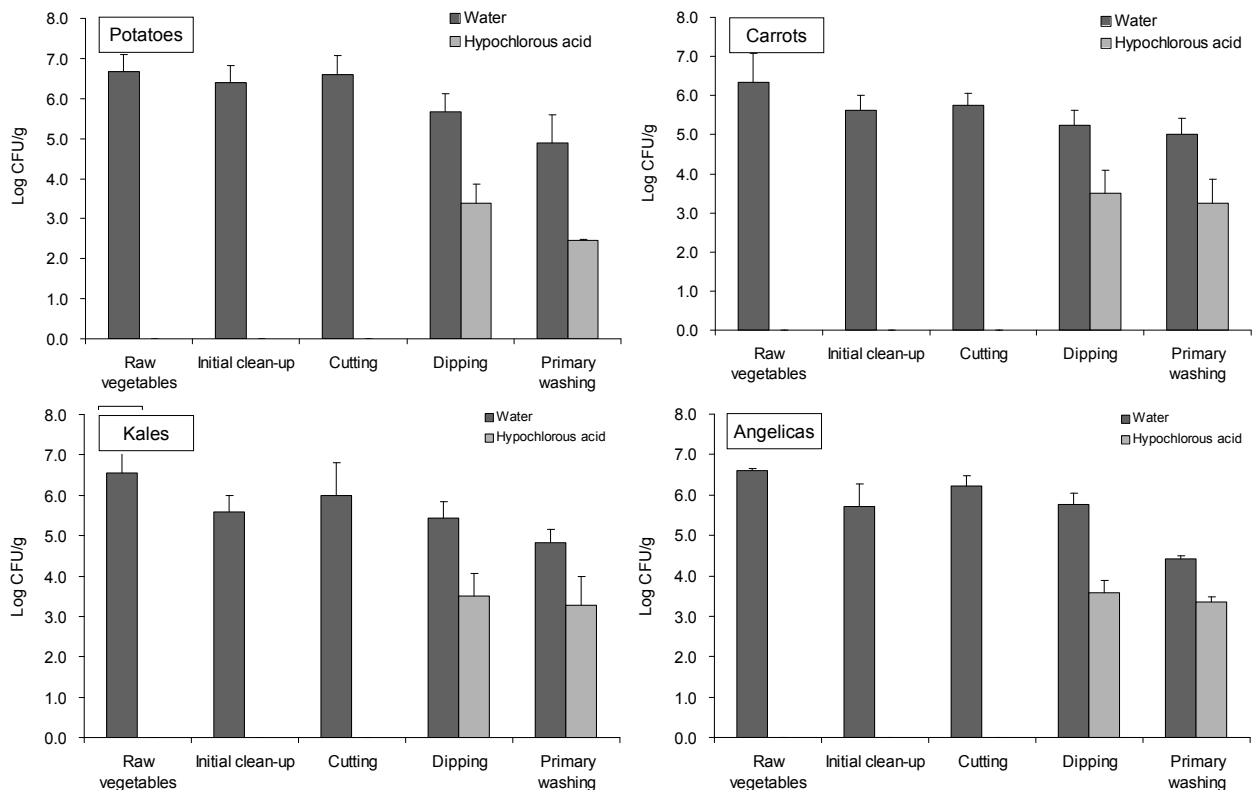 Potatoes
Water
Hypochlorous acid
Log CFU/g
8.0
7.0
6.0
5.0
4.0
3.0
2.0
1.0
0.0
Raw
vegetables
Initial clean-up
Cutting
Dipping
Primary
washing
Carrots
Water
Hypochlorous acid
Log CFU/g
8.0
7.0
6.0
5.0
4.0
3.0
2.0
1.0
0.0
Raw
vegetables
Initial clean-up
Cutting
Dipping
Primary
washing
Kales
Water
Hypochlorous acid
Log CFU/g
8.0
7.0
6.0
5.0
4.0
3.0
2.0
1.0
0.0
Raw
vegetables
Initial clean-up
Cutting
Dipping
Primary
washing
Angelicas
Water
Hypochlorous acid
Log CFU/g
8.0
7.0
6.0
5.0
4.0
3.0
2.0
1.0
0.0
Raw
vegetables
Initial clean-up
Cutting
Dipping
Primary
washing